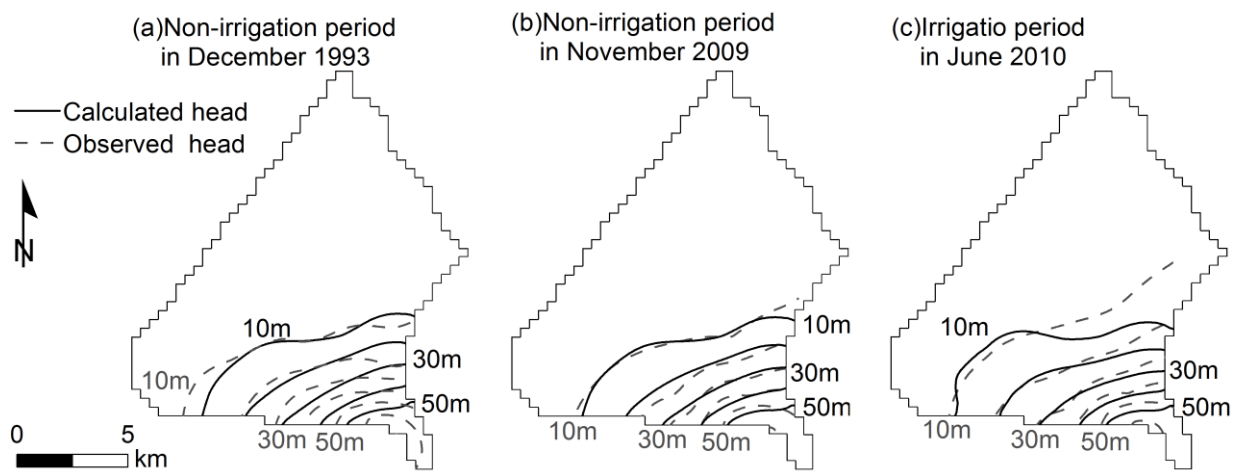 (a)Non-irrigation period
in December 1993
(b)Non-irrigation period
in November 2009
(c)Irrigatio period
in June 2010
Calculated head
Observed head
N
10m
10m
30m
50m
30m
50m
10m
30m
50m
10m
30m
50m
10m
30m
50m
10m
30m
50m
0 5
km